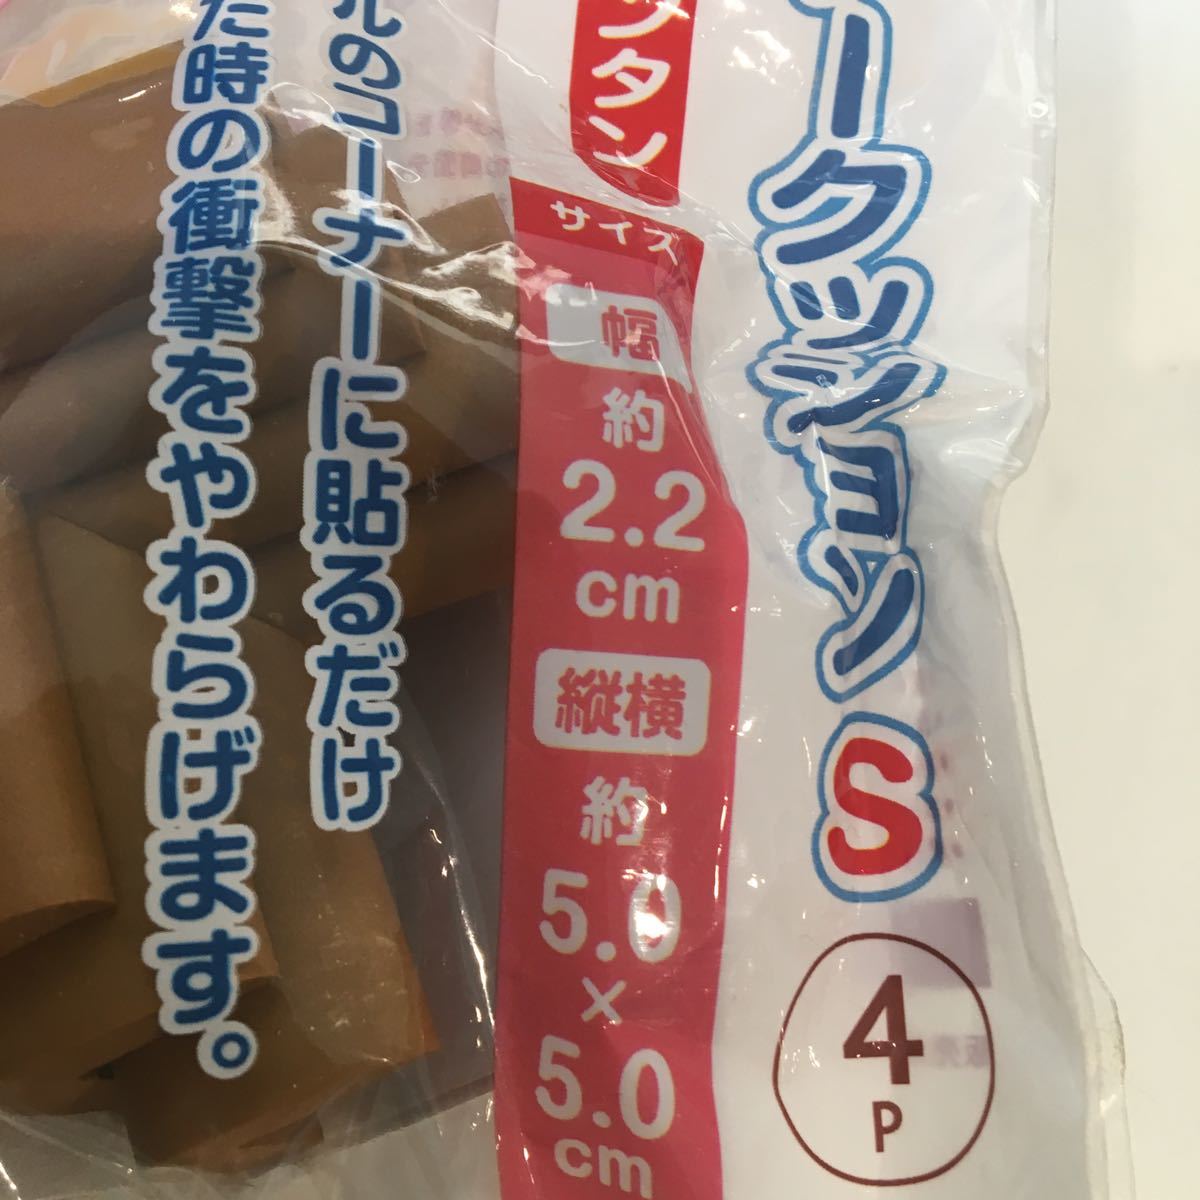 ークッションS
4
P
ッタン
サイズ
幅
約
2.2
cm
縦横
約
5.0
×
5.0
cm
ルのコーナーに貼るだけ
た時の衝撃をやわらげます。